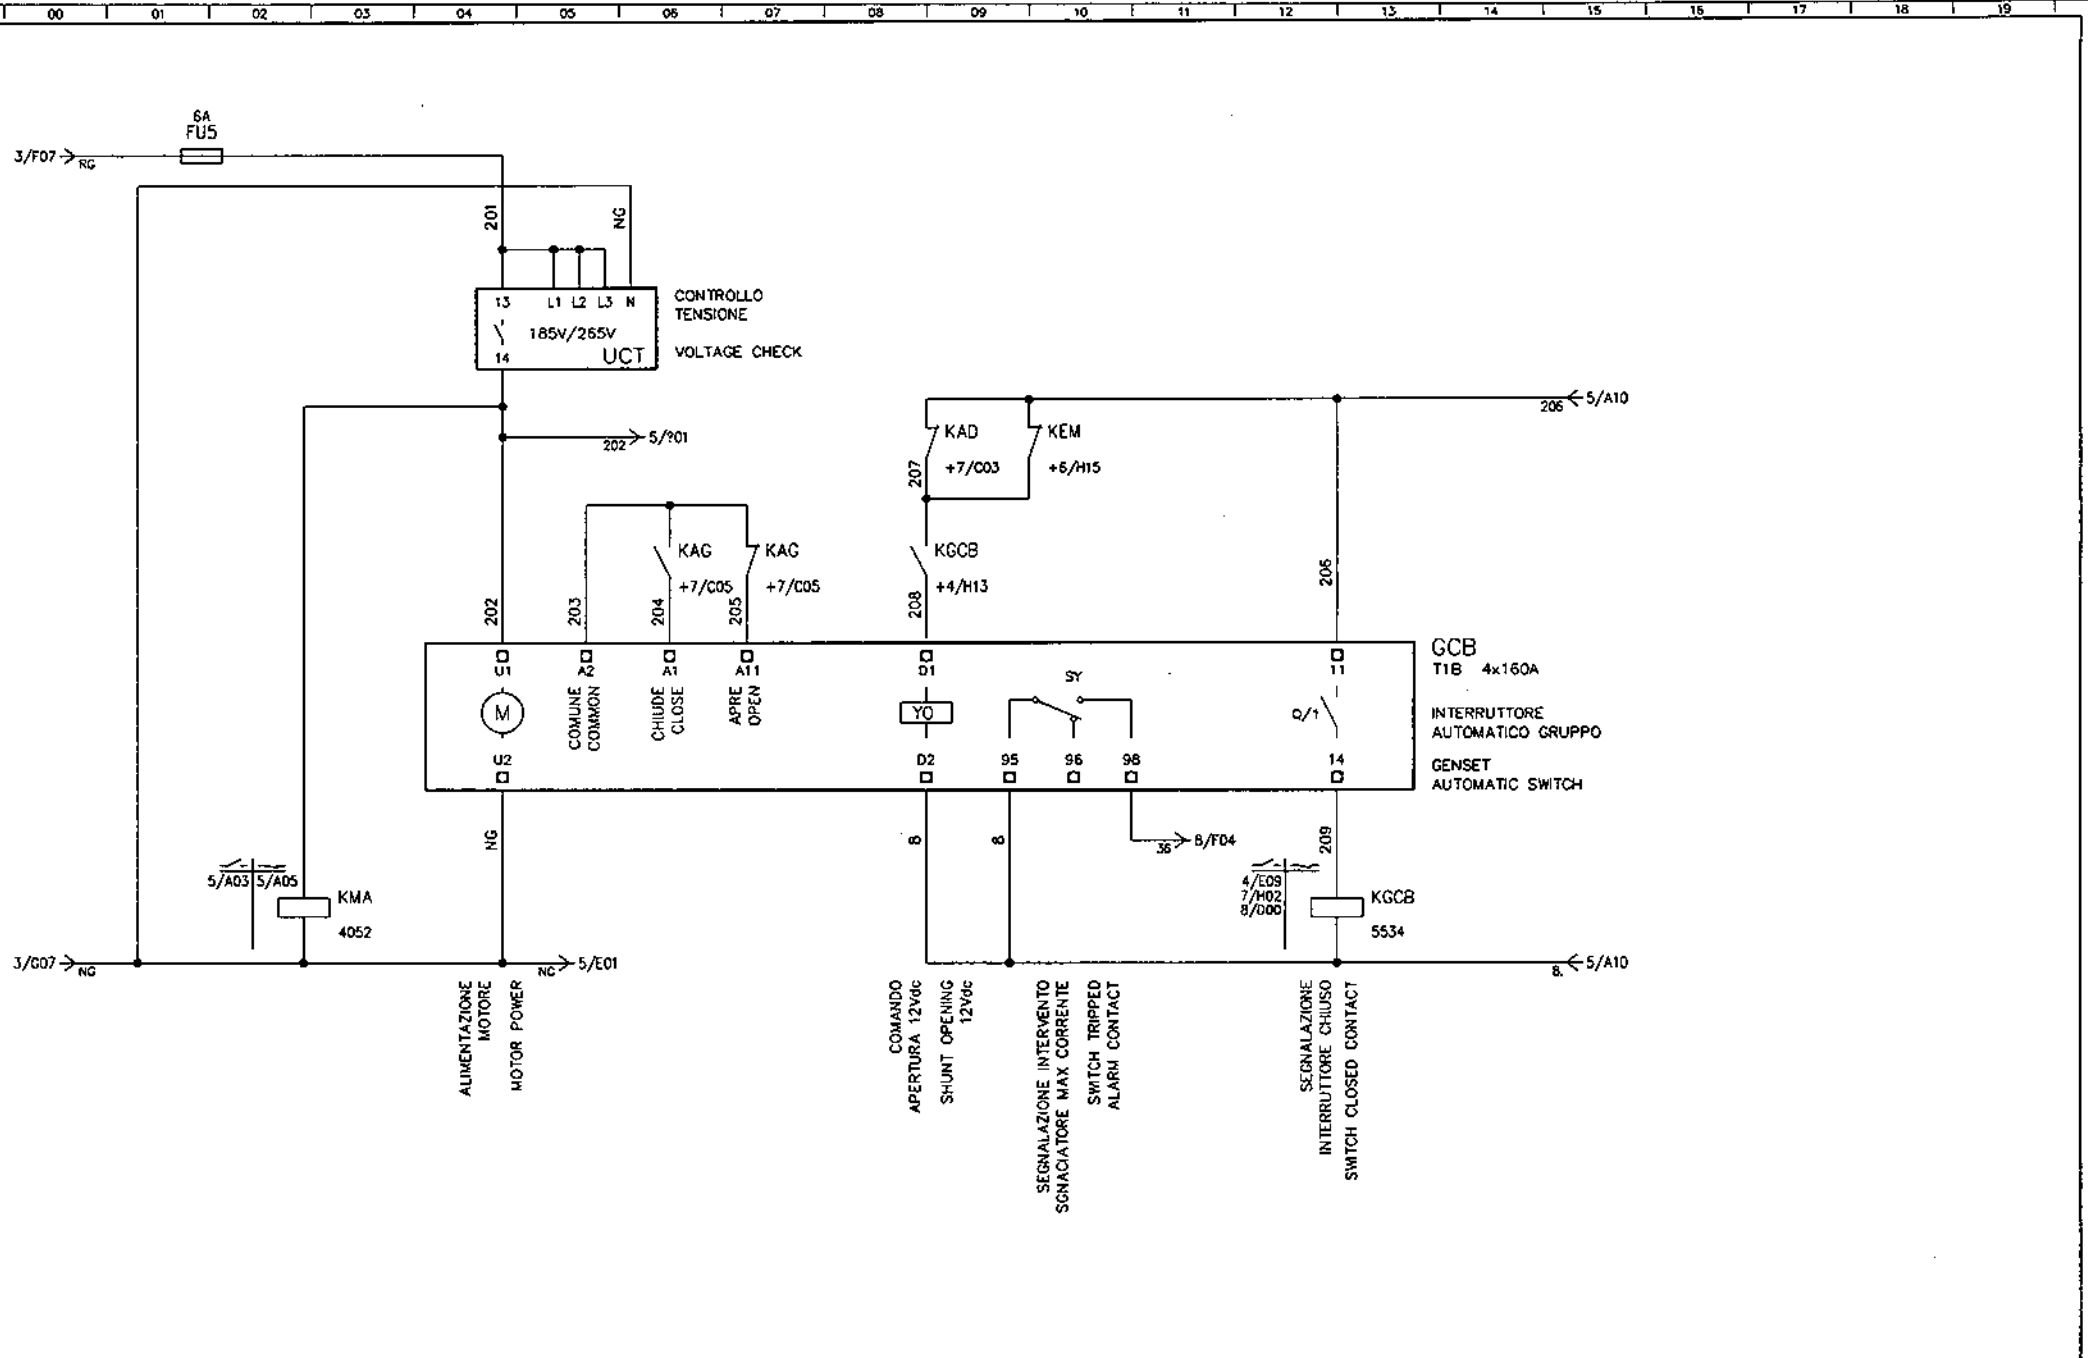 00 01 02 03 04 05 06 07 08 09 10 11 12 13 14 15 16 17 18 19
6A
FU5
3/F07
RG
201
NG
13 L1 L2 L3 N
185V/265V
14
UCT
CONTROLLO
TENSIONE
VOLTAGE CHECK
202
206
5/A10
KAD
+7/C03
KEM
+6/H15
207
KAG
+7/C05
KAG
+7/C05
KGCB
+4/H13
202
203
204
205
208
206
GCB
T1B 4x160A
INTERRUTTORE
AUTOMATICO GRUPPO
GENSET
AUTOMATIC SWITCH
U1
A2
A1
A11
D1
11
COMUNE
COMMON
CHIUDE
CLOSE
APRE
OPEN
M
YO
SY
Q/1
U2
D2
95
96
98
14
NG
8
8
36
8/F04
209
5/A03
5/A05
KMA
4052
4/E09
7/H02
8/D00
KGCB
5534
3/G07
NG
NG
5/E01
8.
5/A10
ALIMENTAZIONE
MOTORE
MOTOR POWER
COMANDO
APERTURA 12Vdc
SHUNT OPENING
12Vdc
SEGNALAZIONE INTERVENTO
SGNACIATORE MAX CORRENTE
SWITCH TRIPPED
ALARM CONTACT
SEGNALAZIONE
INTERRUTTORE CHIUSO
SWITCH CLOSED CONTACT